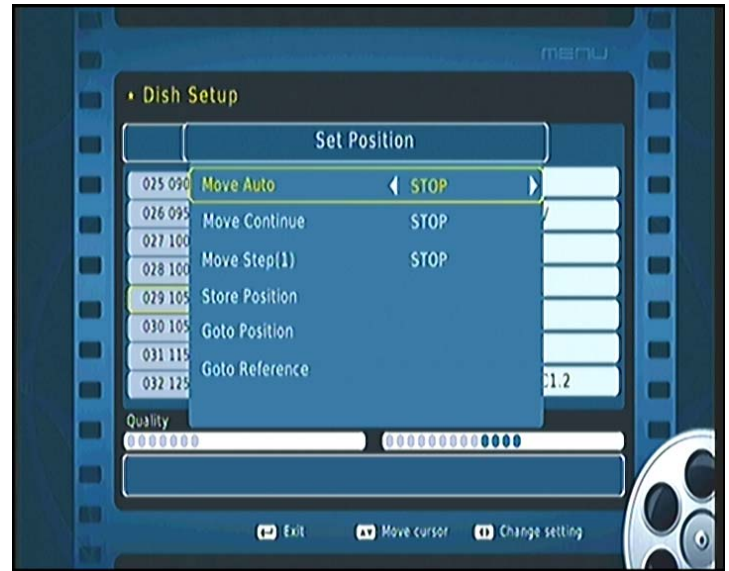 MENU
• Dish Setup
Set Position
025 090
Move Auto STOP
026 095
Move Continue STOP
027 100
028 100
Move Step(1) STOP
029 105
Store Position
030 105
Goto Position
031 115
Goto Reference
032 125
1.2
Quality
Exit Move cursor Change setting